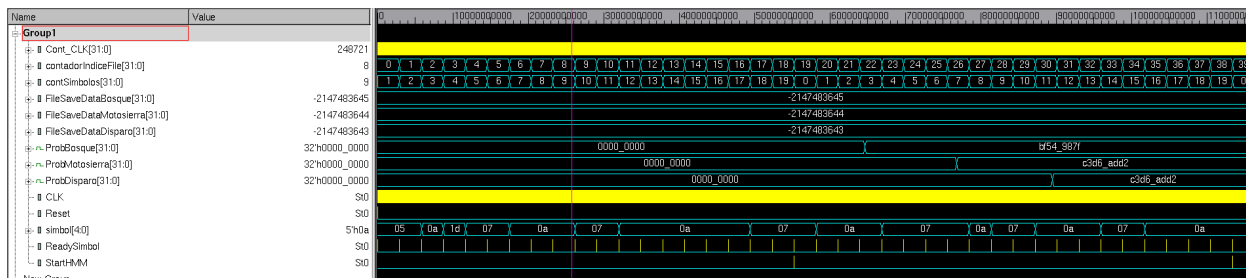 Name Value 0 10000000000 20000000000 30000000000 40000000000 50000000000 60000000000 70000000000 80000000000 90000000000 100000000000
Group1
Cont_CLK[31:0] 248721
contadorIndiceFile[31:0] 8 0 1 2 3 4 5 6 7 8 9 10 11 12 13 14 15 16 17 18 19 20 21 22 23 24 25 26 27 28 29 30 31 32 33 34 35 36 37 38 39
contSimbolos[31:0] 9 1 2 3 4 5 6 7 8 9 10 11 12 13 14 15 16 17 18 19 0 1 2 3 4 5 6 7 8 9 10 11 12 13 14 15 16 17 18 19 0
FileSaveDataBosque[31:0] -2147483645 -2147483645
FileSaveDataMotosierra[31:0] -2147483644 -2147483644
FileSaveDataDisparo[31:0] -2147483643 -2147483643
ProbBosque[31:0] 32'h0000_0000 0000_0000 bf54_987f
ProbMotosierra[31:0] 32'h0000_0000 0000_0000 c3d6_add2
ProbDisparo[31:0] 32'h0000_0000 0000_0000 c3d6_add2
CLK St0
Reset St0
simbol[4:0] 5'h0a 05 0a 1d 07 0a 07 0a 07 0a 07 0a 07 0a 07 0a
ReadySimbol St0
StartHMM St0